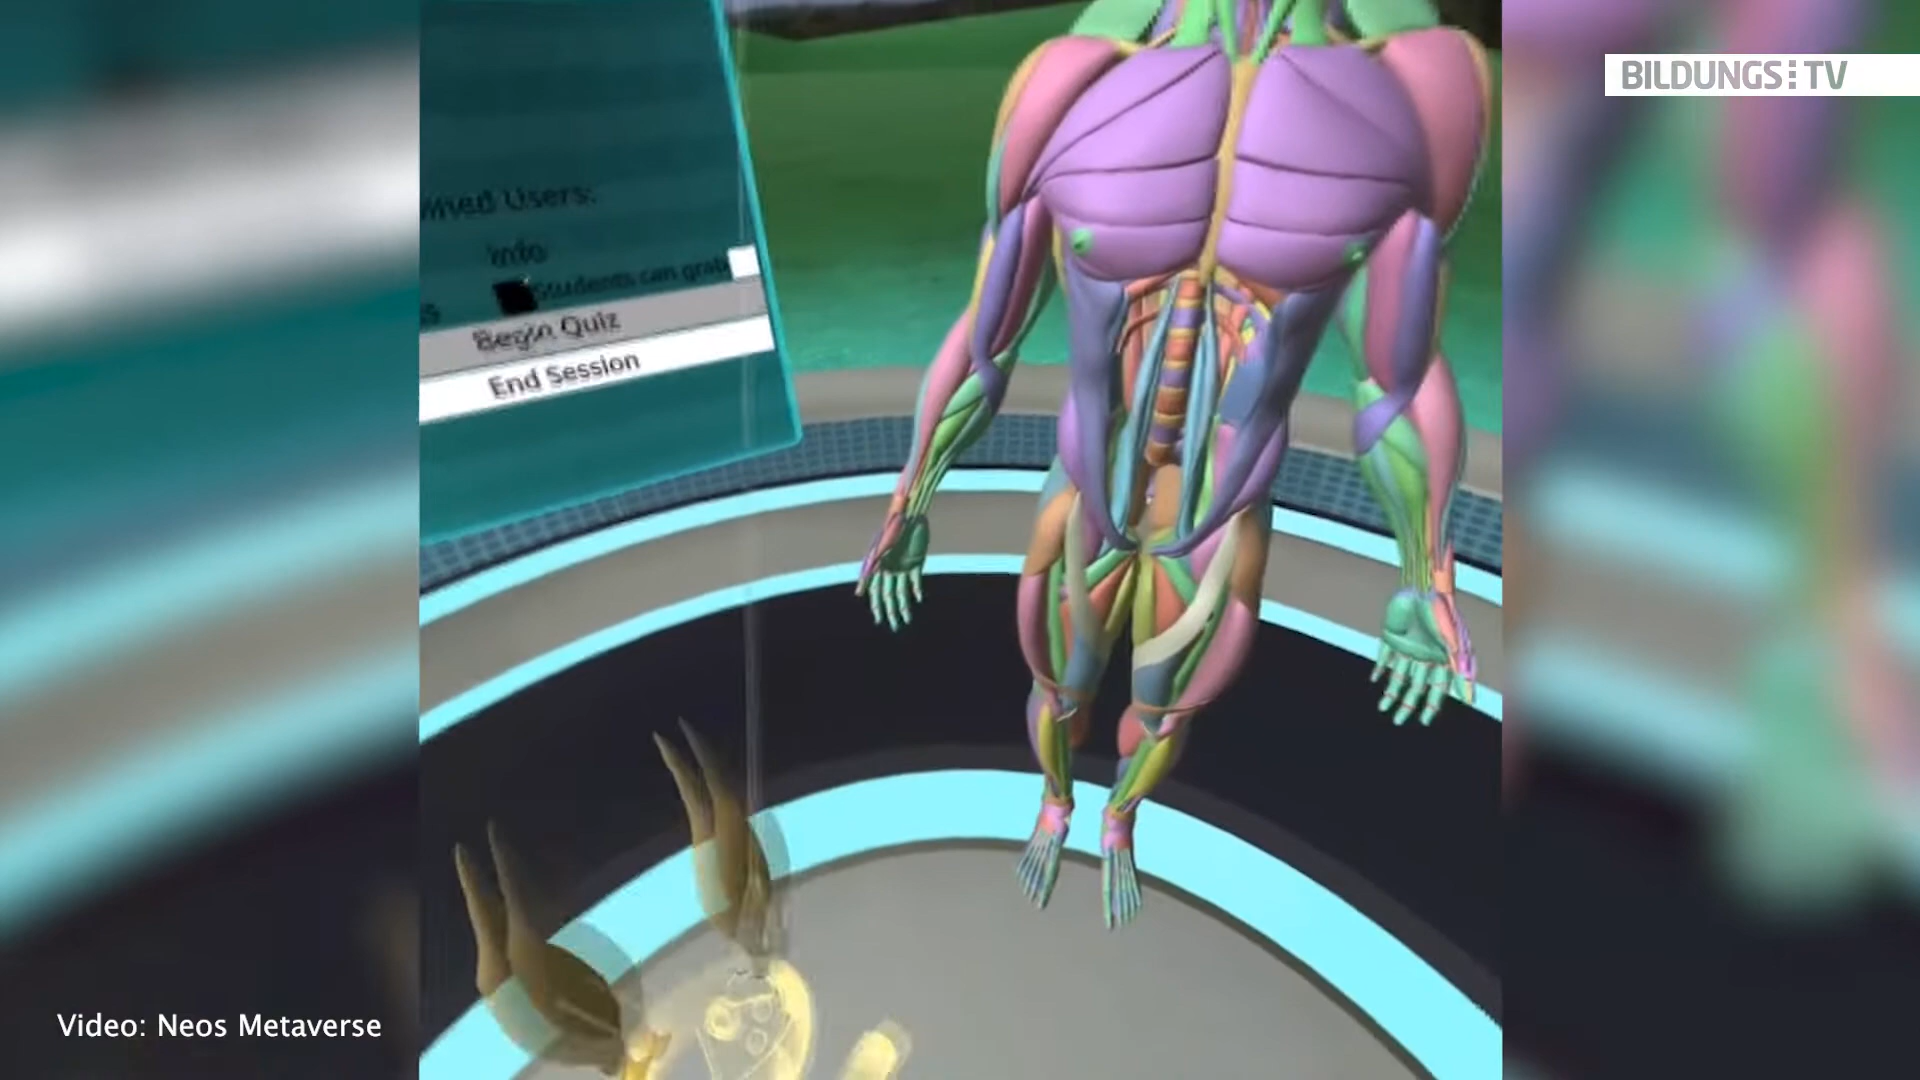 BILDUNGS:TV
Users:
Info
Students can grab
Begin Quiz
End Session
Video: Neos Metaverse